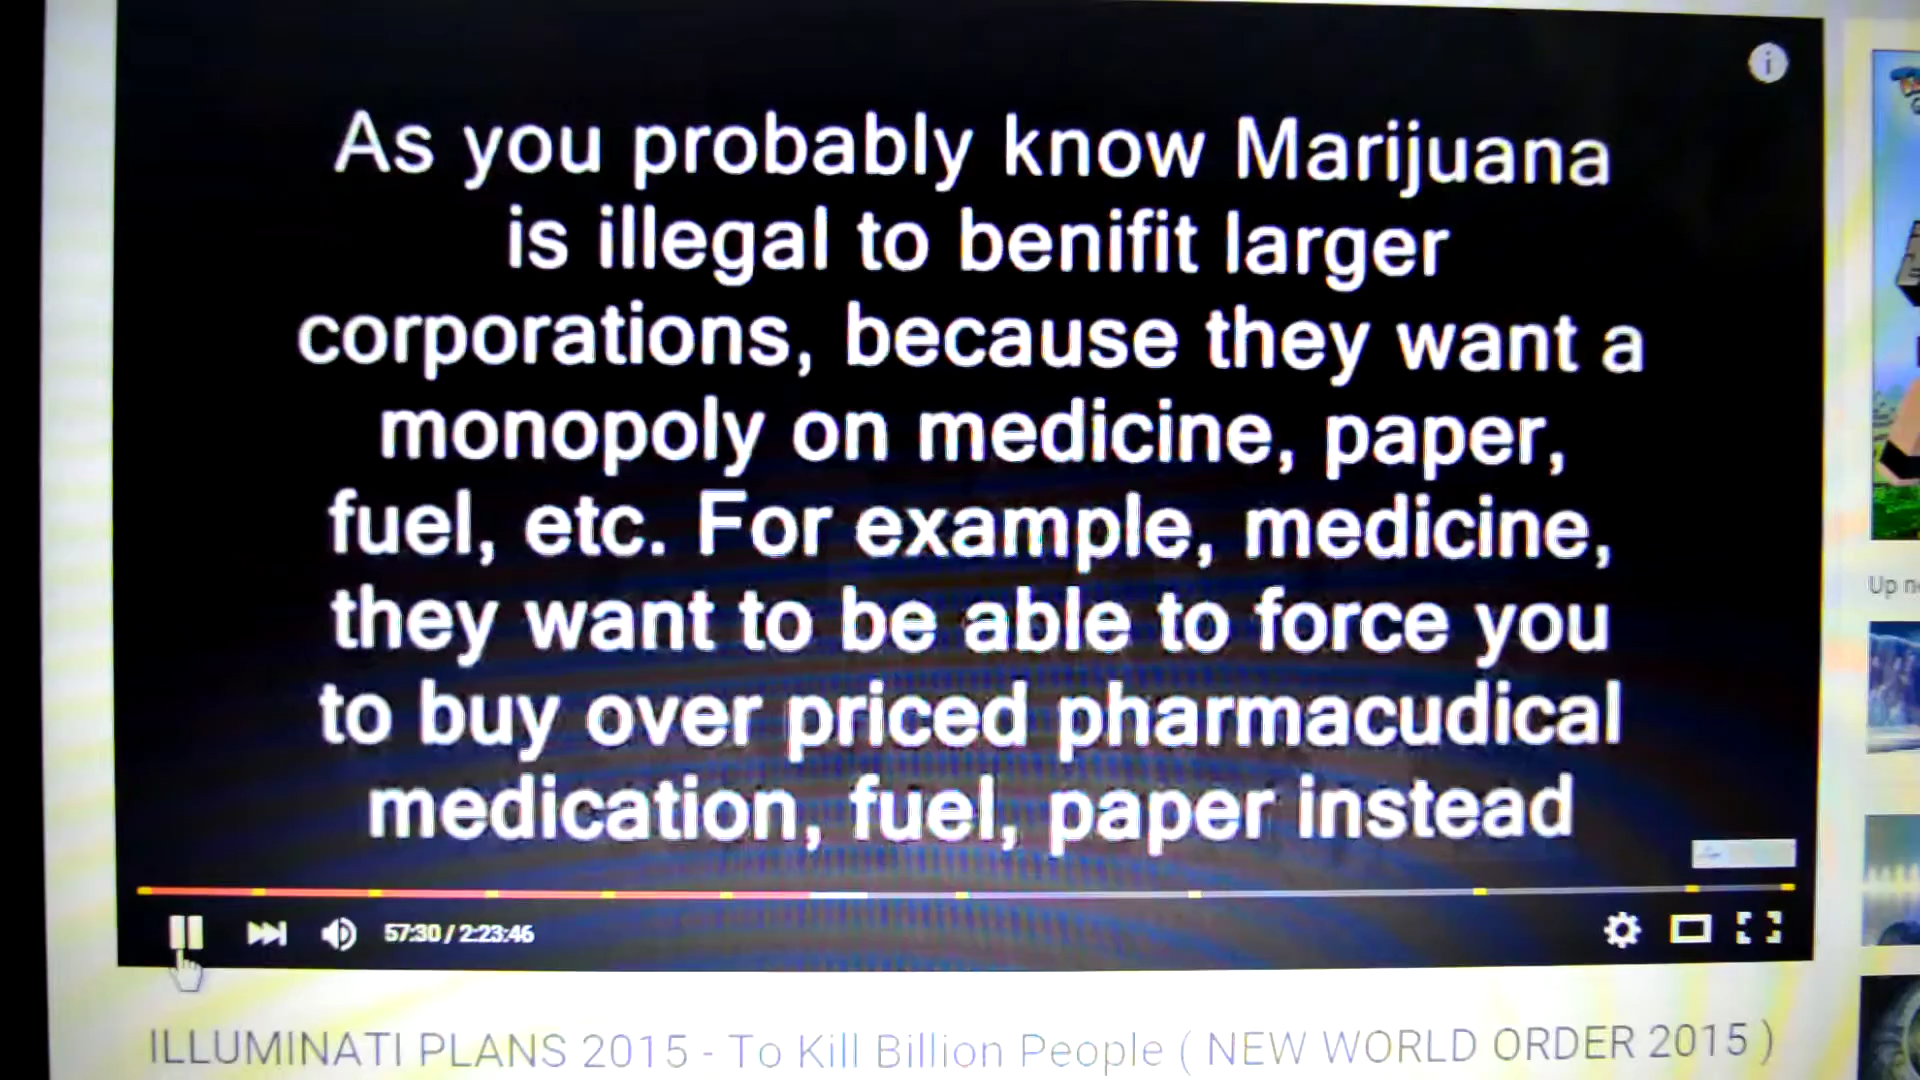 As you probably know Marijuana
is illegal to benifit larger
corporations, because they want a
monopoly on medicine, paper,
fuel, etc. For example, medicine,
they want to be able to force you
to buy over priced pharmacudical
medication, fuel, paper instead
57:30 / 2:23:46
Up
ILLUMINATI PLANS 2015 - To Kill Billion People ( NEW WORLD ORDER 2015 )